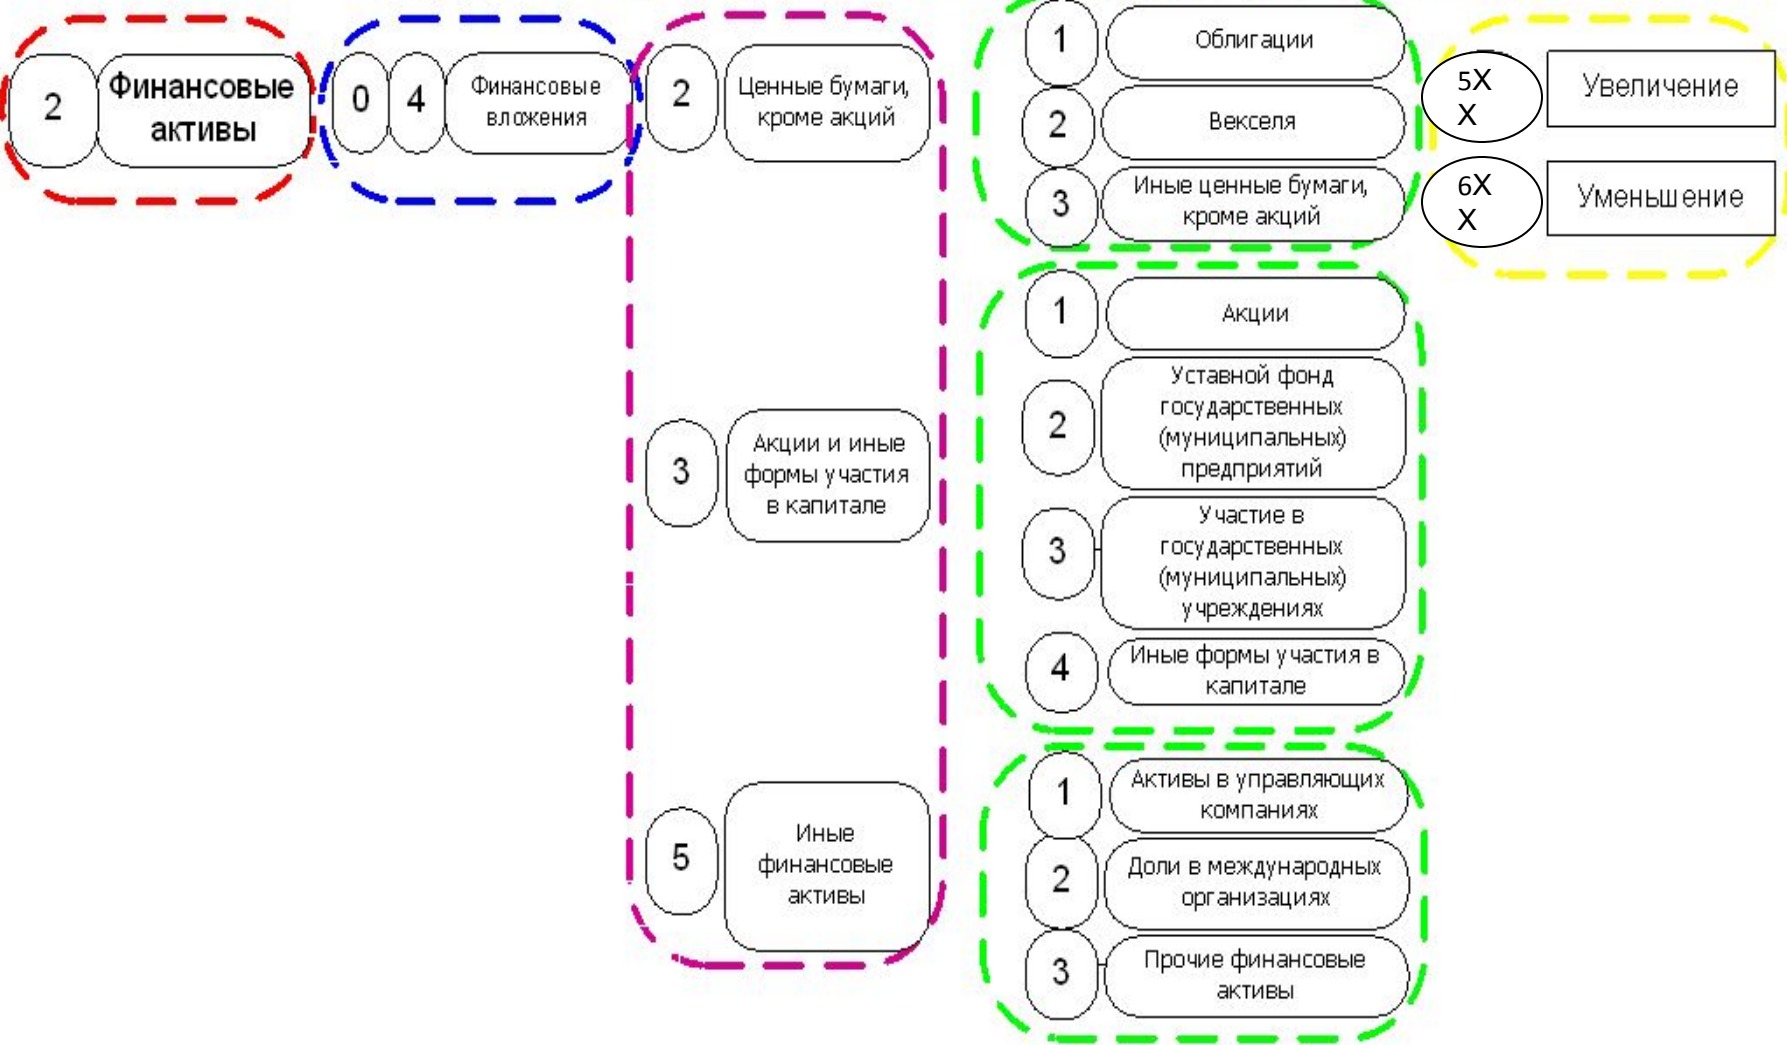 2
Финансовые
активы
0
4
Финансовые
вложения
2
Ценные бумаги,
кроме акций
1
Облигации
2
Векселя
3
Иные ценные бумаги,
кроме акций
5X
X
Увеличение
6X
X
Уменьшение
3
Акции и иные
формы участия
в капитале
1
Акции
2
Уставной фонд
государственных
(муниципальных)
предприятий
3
Участие в
государственных
(муниципальных)
учреждениях
4
Иные формы участия в
капитале
5
Иные
финансовые
активы
1
Активы в управляющих
компаниях
2
Доли в международных
организациях
3
Прочие финансовые
активы